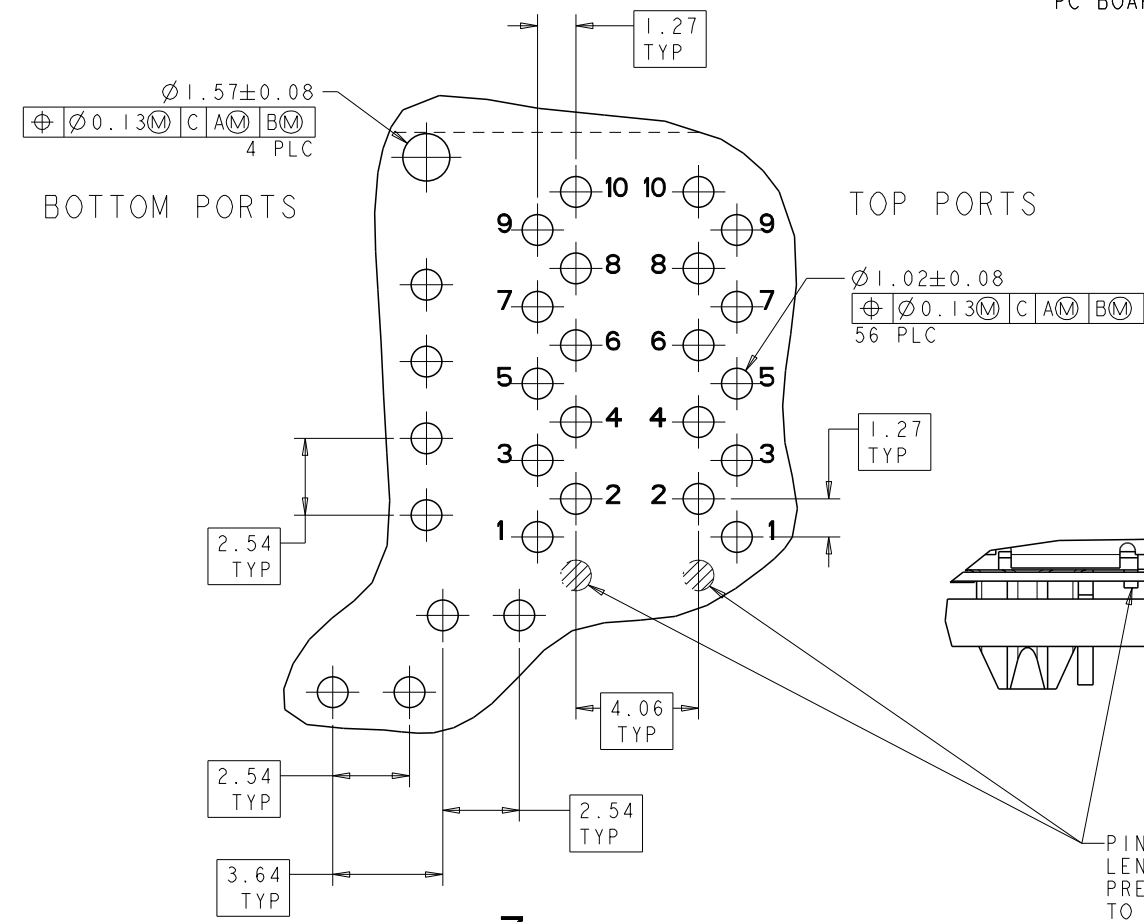 PC BOAR
1.27
TYP
Ø1.57±0.08
⌖ Ø0.13Ⓜ C AⓂ BⓂ
4 PLC
BOTTOM PORTS
TOP PORTS
10 10
9 9
8 8
7 7
6 6
5 5
4 4
3 3
2 2
1 1
Ø1.02±0.08
⌖ Ø0.13Ⓜ C AⓂ BⓂ
56 PLC
1.27
TYP
2.54
TYP
4.06
TYP
2.54
TYP
2.54
TYP
3.64
TYP
PIN
LEN
PRE
TO